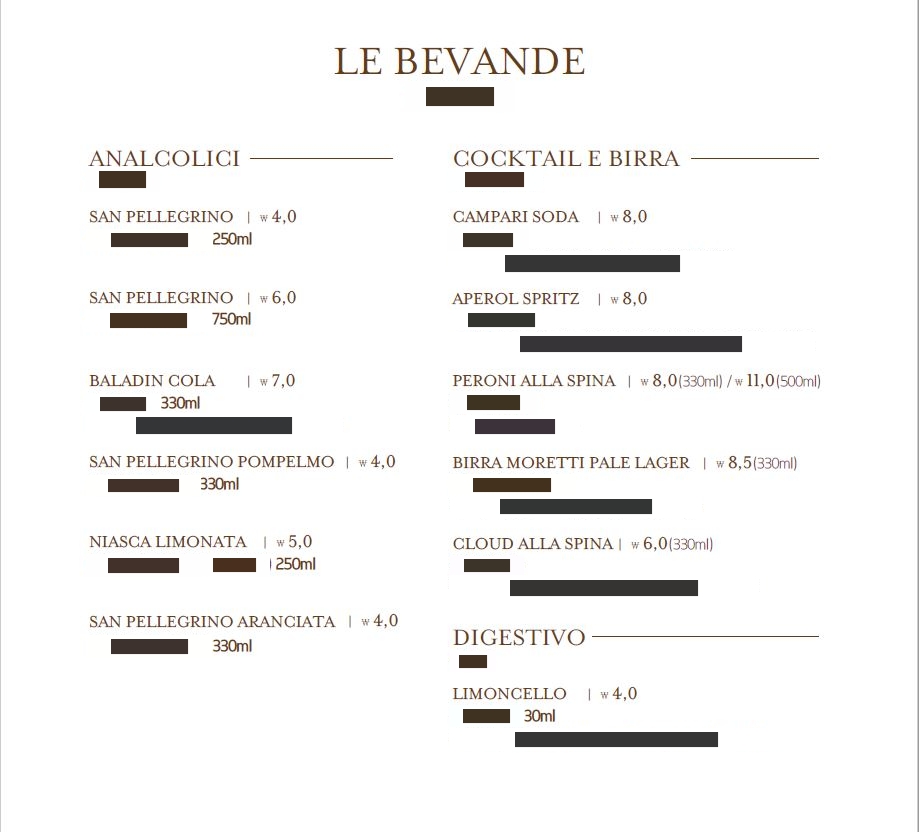 LE BEVANDE
ANALCOLICI
SAN PELLEGRINO | ₩ 4,0
250ml
SAN PELLEGRINO | ₩ 6,0
750ml
BALADIN COLA | ₩ 7,0
330ml
SAN PELLEGRINO POMPELMO | ₩ 4,0
330ml
NIASCA LIMONATA | ₩ 5,0
250ml
SAN PELLEGRINO ARANCIATA | ₩ 4,0
330ml
COCKTAIL E BIRRA
CAMPARI SODA | ₩ 8,0
APEROL SPRITZ | ₩ 8,0
PERONI ALLA SPINA | ₩ 8,0(330ml) / ₩ 11,0(500ml)
BIRRA MORETTI PALE LAGER | ₩ 8,5(330ml)
CLOUD ALLA SPINA | ₩ 6,0(330ml)
DIGESTIVO
LIMONCELLO | ₩ 4,0
30ml